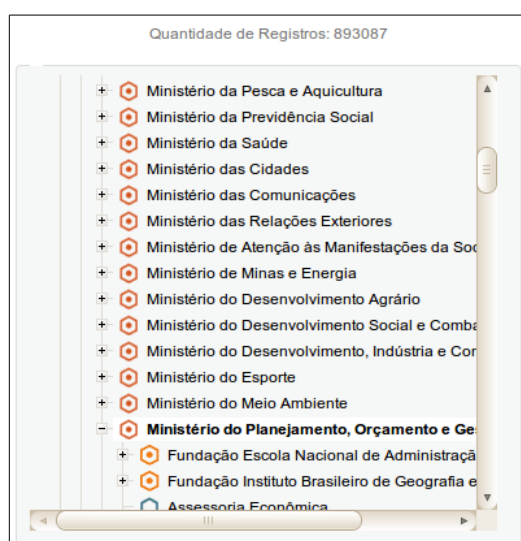 Quantidade de Registros: 893087
Ministério da Pesca e Aquicultura
Ministério da Previdência Social
Ministério da Saúde
Ministério das Cidades
Ministério das Comunicações
Ministério das Relações Exteriores
Ministério de Atenção às Manifestações da Soc
Ministério de Minas e Energia
Ministério do Desenvolvimento Agrário
Ministério do Desenvolvimento Social e Comba
Ministério do Desenvolvimento, Indústria e Cor
Ministério do Esporte
Ministério do Meio Ambiente
Ministério do Planejamento, Orçamento e Ge
Fundação Escola Nacional de Administraçã
Fundação Instituto Brasileiro de Geografia e
Assessoria Econômica